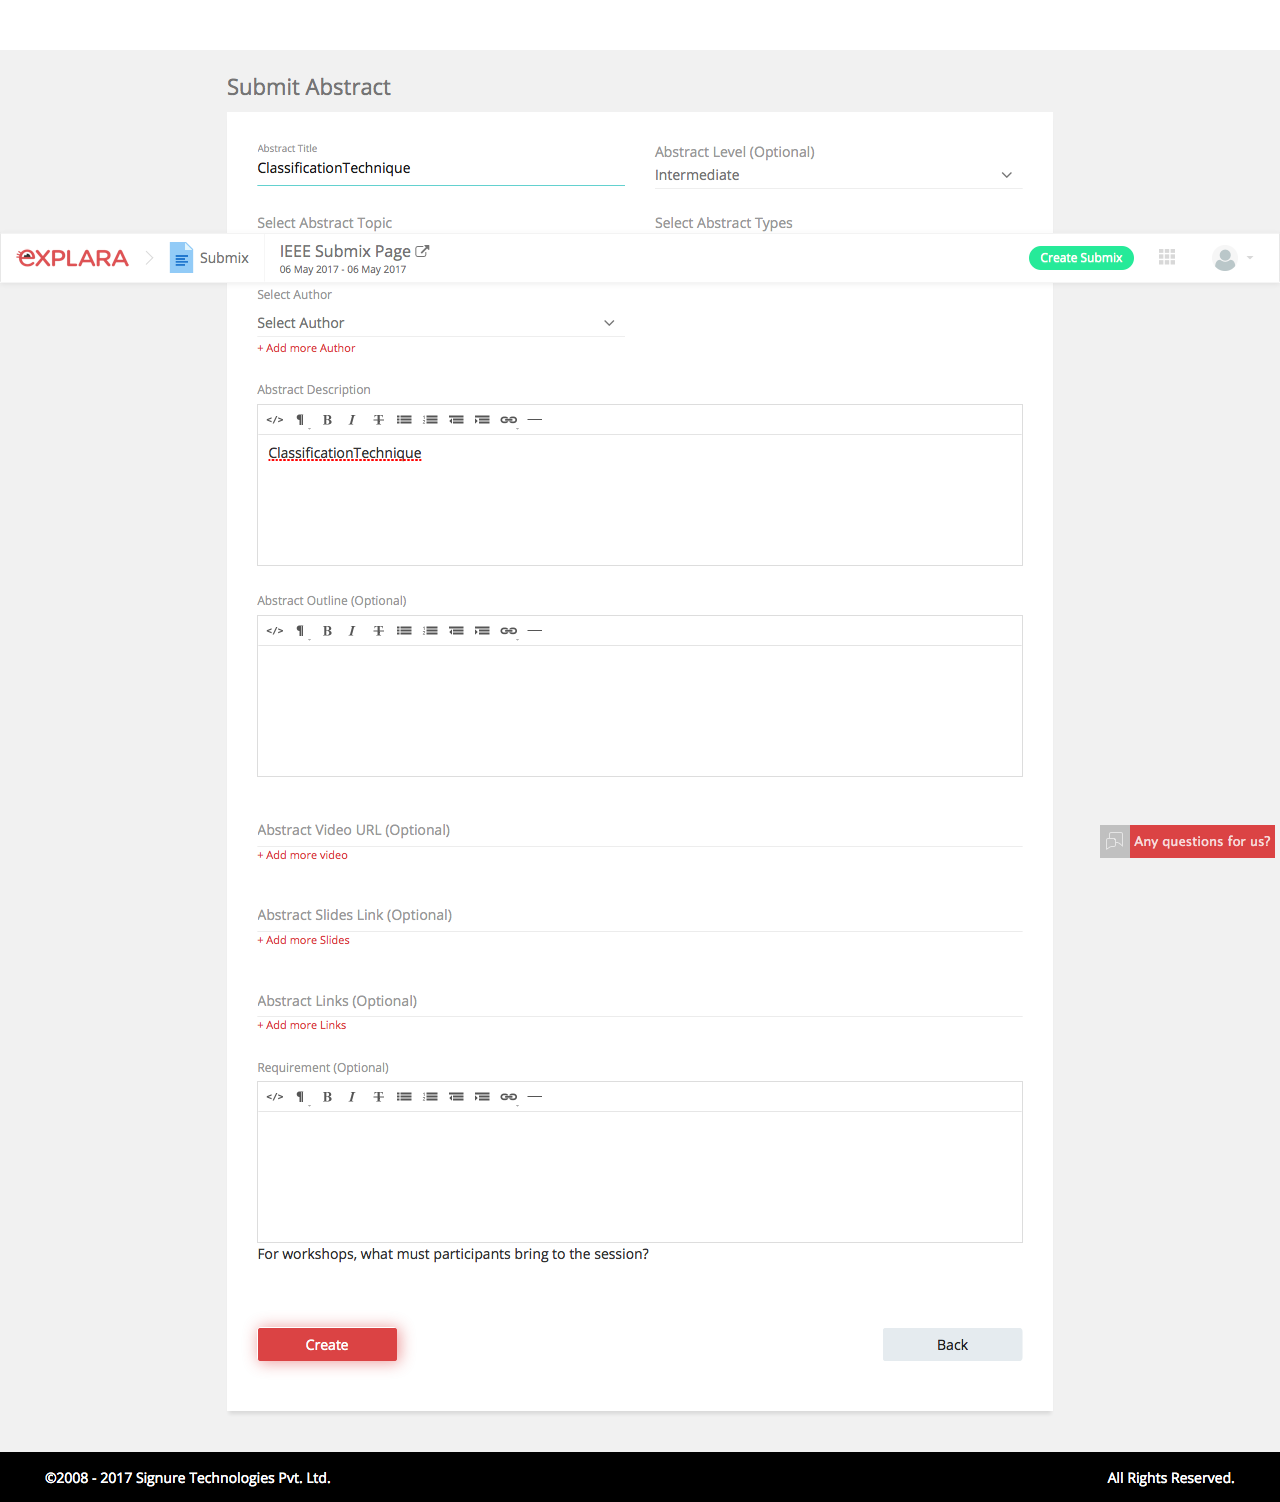 Submit Abstract
Abstract Title
ClassificationTechnique
Abstract Level (Optional)
Intermediate
Select Abstract Topic
Select Abstract Types
EXPLARA
Submix
IEEE Submix Page
06 May 2017 - 06 May 2017
Create Submix
Select Author
Select Author
+ Add more Author
Abstract Description
</> ¶ B I T
ClassificationTechnique
Abstract Outline (Optional)
</> ¶ B I T
Abstract Video URL (Optional)
+ Add more video
Any questions for us?
Abstract Slides Link (Optional)
+ Add more Slides
Abstract Links (Optional)
+ Add more Links
Requirement (Optional)
</> ¶ B I T
For workshops, what must participants bring to the session?
Create
Back
©2008 - 2017 Signure Technologies Pvt. Ltd.
All Rights Reserved.